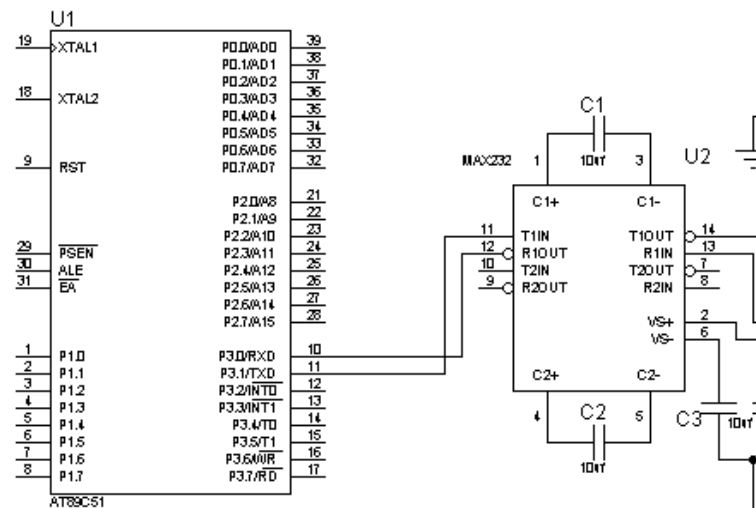 U1
19 XTAL1
18 XTAL2
9 RST
29 PSEN
30 ALE
31 EA
1 P1.0
2 P1.1
3 P1.2
4 P1.3
5 P1.4
6 P1.5
7 P1.6
8 P1.7
P0.0/AD0 39
P0.1/AD1 38
P0.2/AD2 37
P0.3/AD3 36
P0.4/AD4 35
P0.5/AD5 34
P0.6/AD6 33
P0.7/AD7 32
P2.0/A8 21
P2.1/A9 22
P2.2/A10 23
P2.3/A11 24
P2.4/A12 25
P2.5/A13 26
P2.6/A14 27
P2.7/A15 28
P3.0/RXD 10
P3.1/TXD 11
P3.2/INT0 12
P3.3/INT1 13
P3.4/T0 14
P3.5/T1 15
P3.6/WR 16
P3.7/RD 17
AT89C51
C1
10uf
MAX232
1
3
U2
C1+
C1-
11 T1IN
12 R1OUT
10 T2IN
9 R2OUT
T1OUT 14
R1IN 13
T2OUT 7
R2IN 8
VS+ 2
VS- 6
C2+
C2-
4
5
C2
10uf
C3
10uf